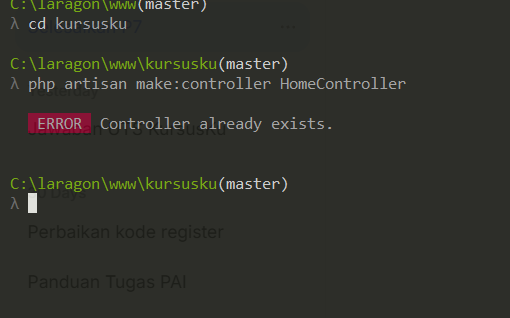 C:\laragon\www(master)
λ cd kursusku
C:\laragon\www\kursusku(master)
λ php artisan make:controller HomeController
ERROR Controller already exists.
C:\laragon\www\kursusku(master)
λ
Perbaikan kode register
Panduan Tugas PAI